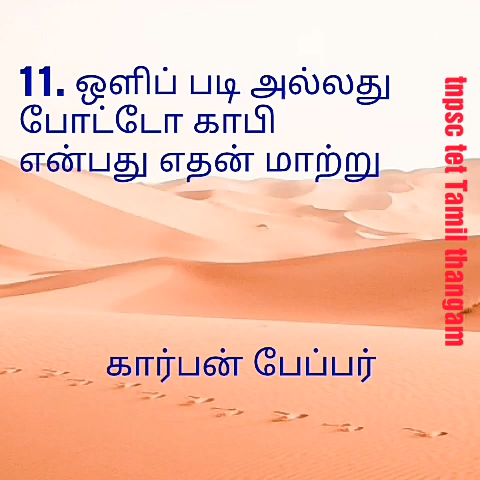 11. ஒளிப் படி அல்லது
போட்டோ காபி
என்பது எதன் மாற்று
கார்பன் பேப்பர்
tnpsc tet Tamil thangam